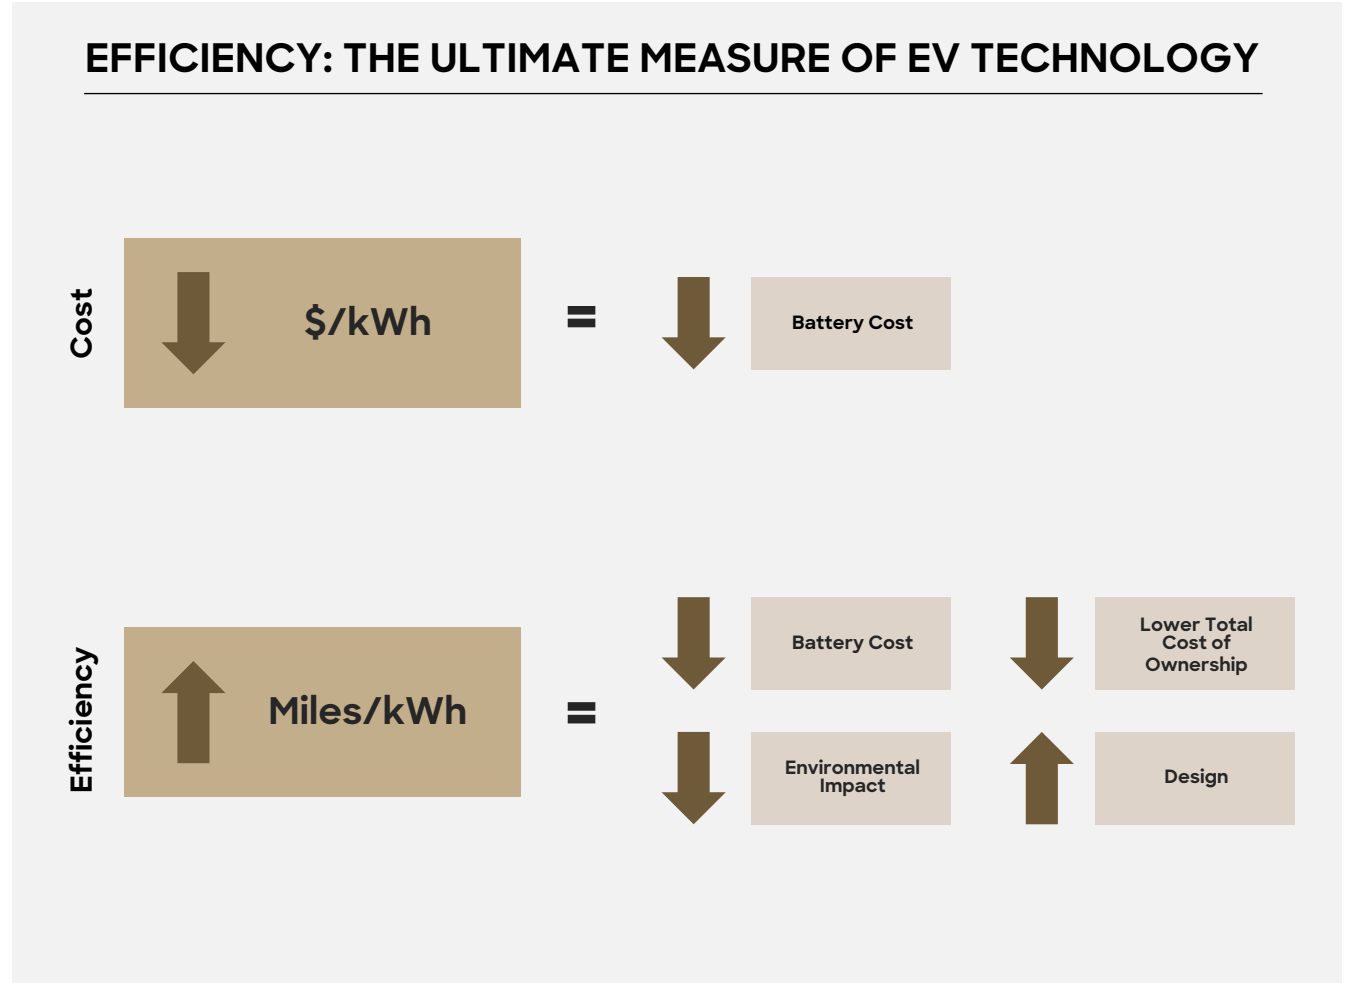 EFFICIENCY: THE ULTIMATE MEASURE OF EV TECHNOLOGY
Cost
$/kWh
=
Battery Cost
Efficiency
Miles/kWh
=
Battery Cost
Lower Total
Cost of
Ownership
Environmental
Impact
Design